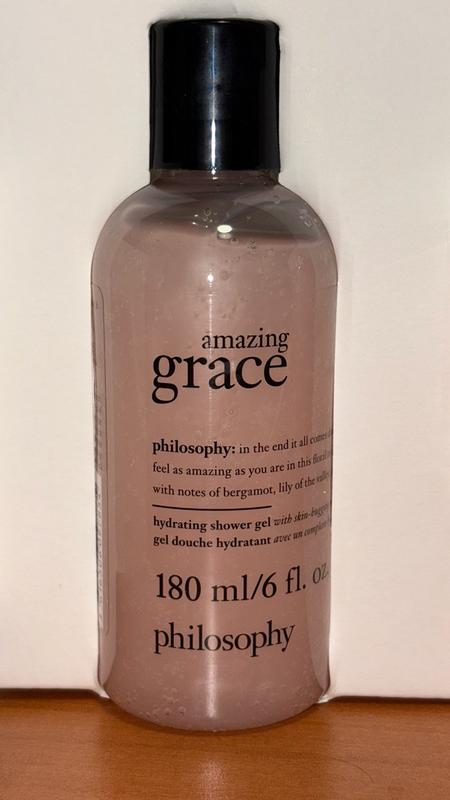 amazing
grace
philosophy: in the end it all comes
feel as amazing as you are in this floral
with notes of bergamot, lily of the valley
hydrating shower gel with skin-hugging
gel douche hydratant avec un complexe
180 ml/6 fl. oz.
philosophy